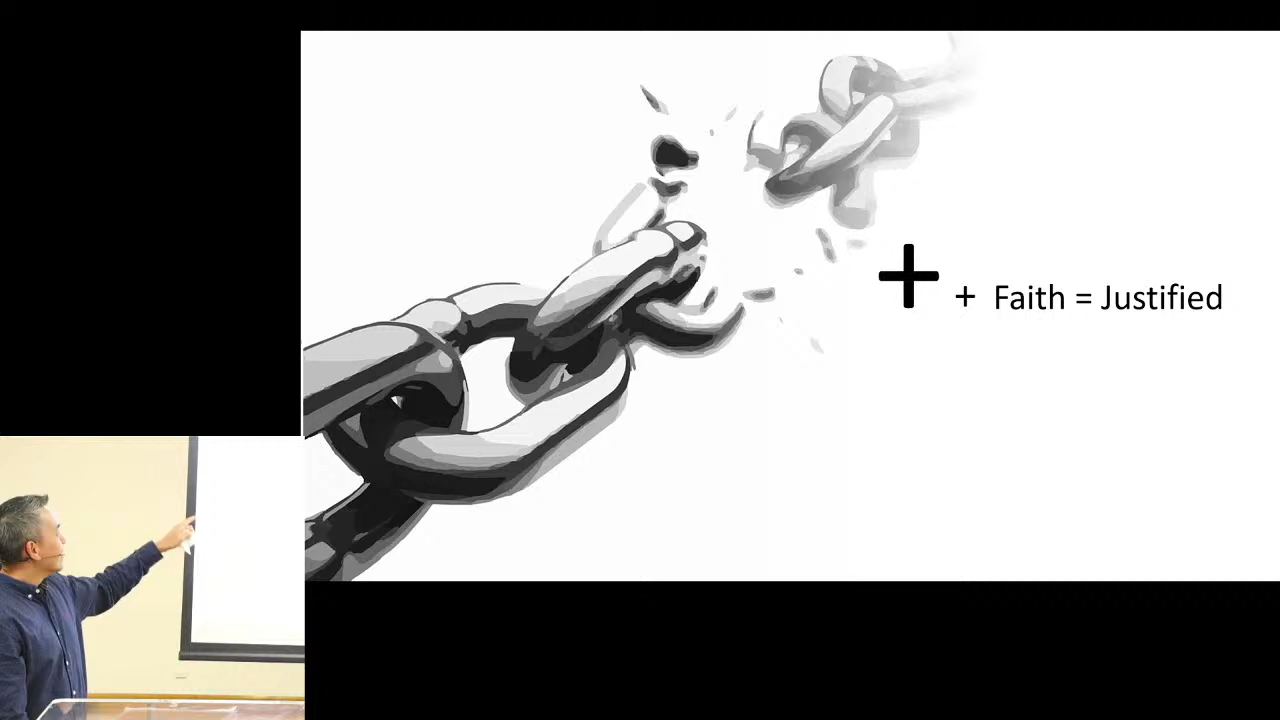 + + Faith = Justified